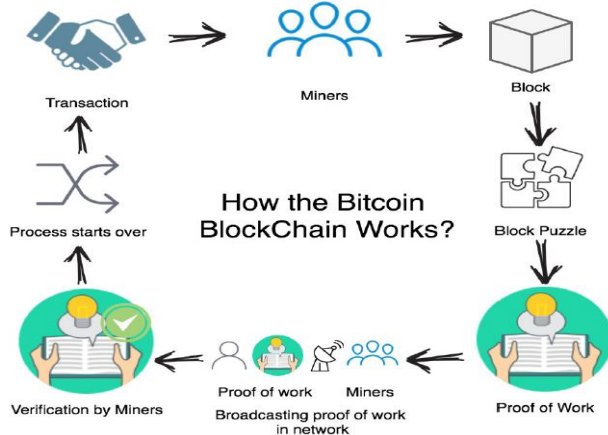 Transaction
Miners
Block
How the Bitcoin
BlockChain Works?
Process starts over
Block Puzzle
Verification by Miners
Proof of work
Miners
Broadcasting proof of work
in network
Proof of Work